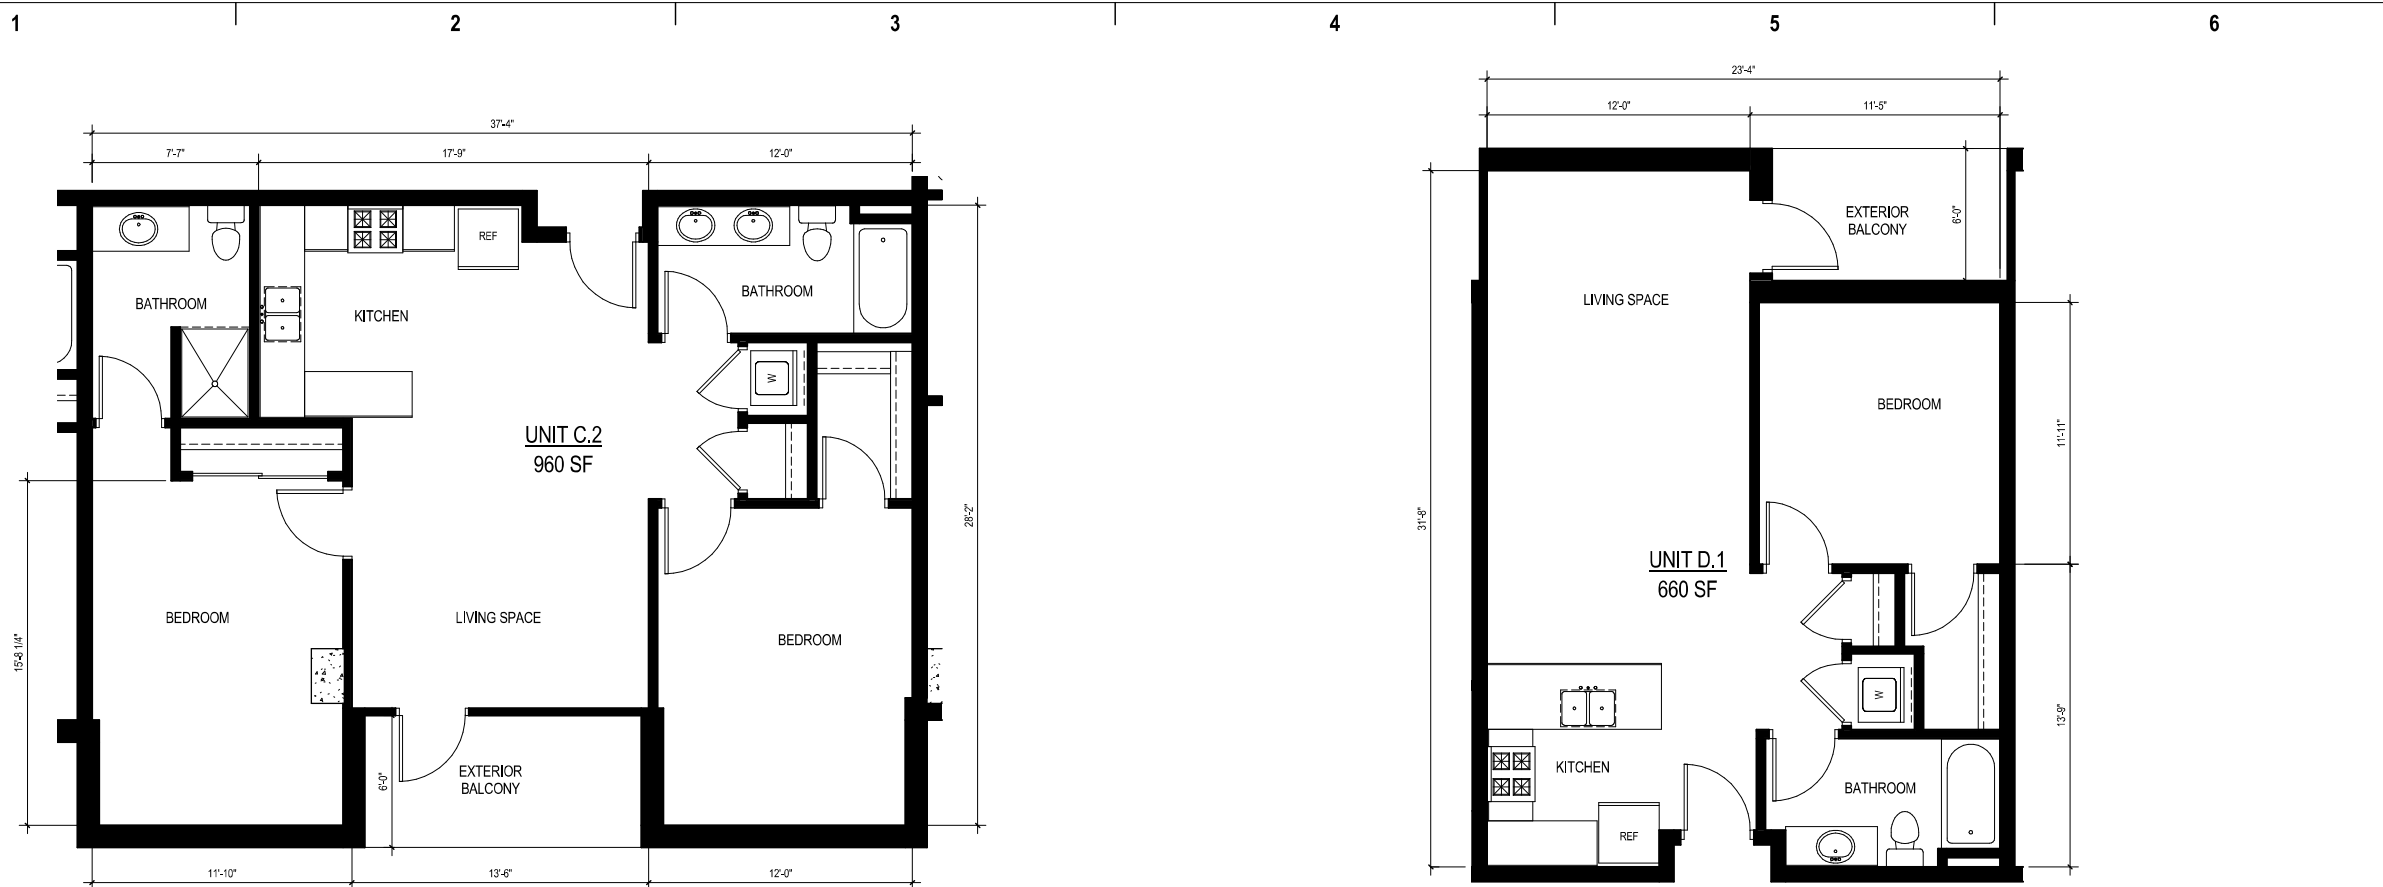 1
2
3
4
5
6
37'-4"
7'-7"
17'-9"
12'-0"
REF
BATHROOM
KITCHEN
BATHROOM
W
UNIT C.2
960 SF
28'-2"
BEDROOM
LIVING SPACE
BEDROOM
15'-8 1/4"
EXTERIOR
BALCONY
6'-0"
11'-10"
13'-6"
12'-0"
23'-4"
12'-0"
11'-5"
EXTERIOR
BALCONY
6'-0"
LIVING SPACE
BEDROOM
11'-11"
31'-8"
UNIT D.1
660 SF
W
13'-9"
KITCHEN
BATHROOM
REF